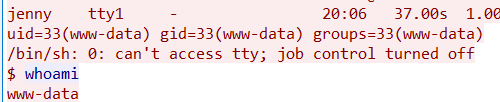 jenny    tty1     -                20:06   37.00s  1.00
uid=33(www-data) gid=33(www-data) groups=33(www-data)
/bin/sh: 0: can't access tty; job control turned off
$ whoami
www-data